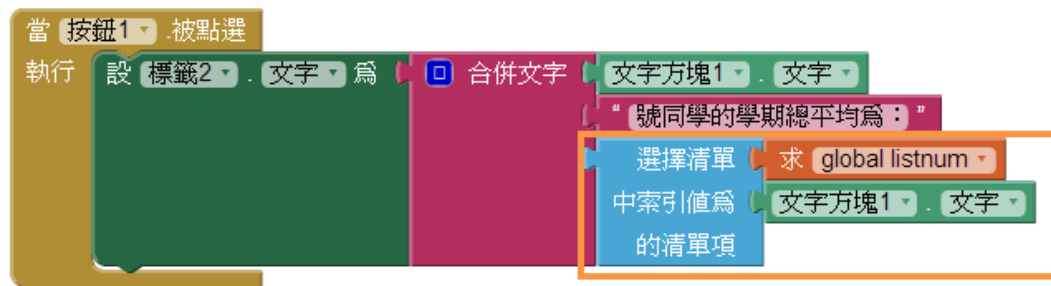 當 按鈕1 .被點選
執行 設 標籤2 . 文字 為 合併文字 文字方塊1 . 文字
" 號同學的學期總平均為： "
選擇清單 求 global listnum
中索引值為 文字方塊1 . 文字
的清單項